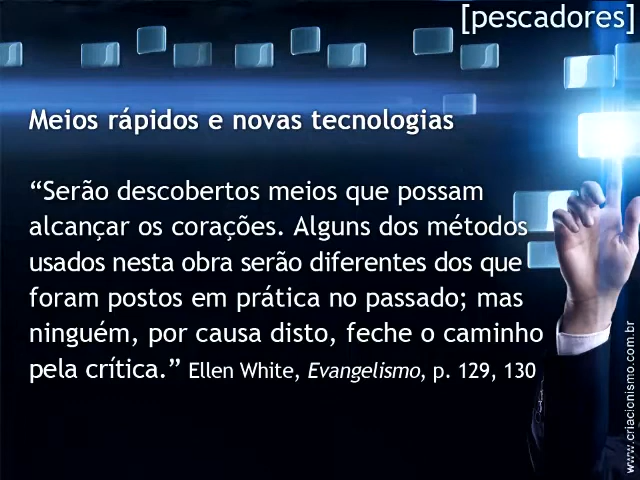 [pescadores]
Meios rápidos e novas tecnologias
“Serão descobertos meios que possam
alcançar os corações. Alguns dos métodos
usados nesta obra serão diferentes dos que
foram postos em prática no passado; mas
ninguém, por causa disto, feche o caminho
pela crítica.” Ellen White, Evangelismo, p. 129, 130
www.criacionismo.com.br